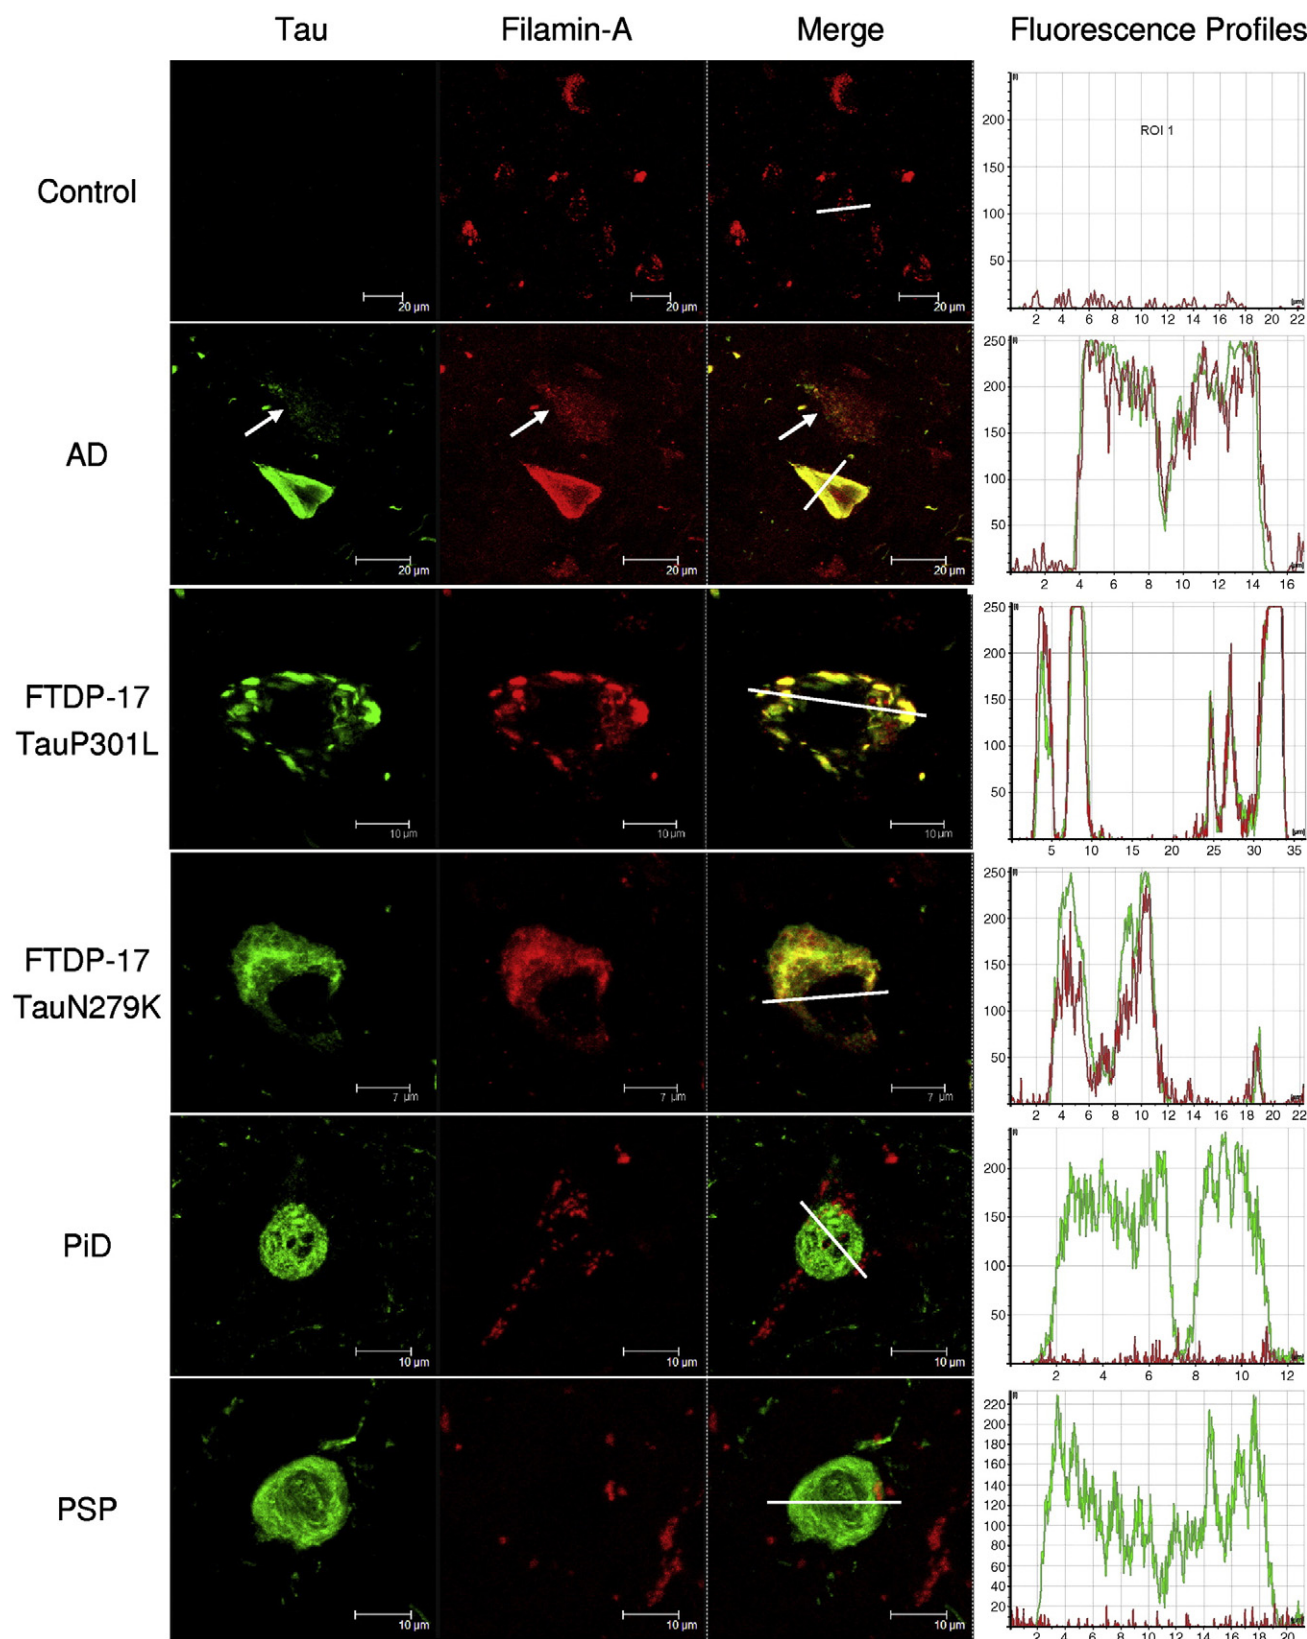 Tau Filamin-A Merge Fluorescence Profiles
Control
20 µm 20 µm 20 µm
ROI 1
200
150
100
50
2 4 6 8 10 12 14 16 18 20 22
AD
20 µm 20 µm 20 µm
250
200
150
100
50
2 4 6 8 10 12 14 16
FTDP-17
TauP301L
10 µm 10 µm 10 µm
250
200
150
100
50
5 10 15 20 25 30 35
FTDP-17
TauN279K
7 µm 7 µm 7 µm
250
200
150
100
50
2 4 6 8 10 12 14 16 18 20 22
PiD
10 µm 10 µm 10 µm
200
150
100
50
2 4 6 8 10 12
PSP
10 µm 10 µm 10 µm
220
200
180
160
140
120
100
80
60
40
20
2 4 6 8 10 12 14 16 18 20